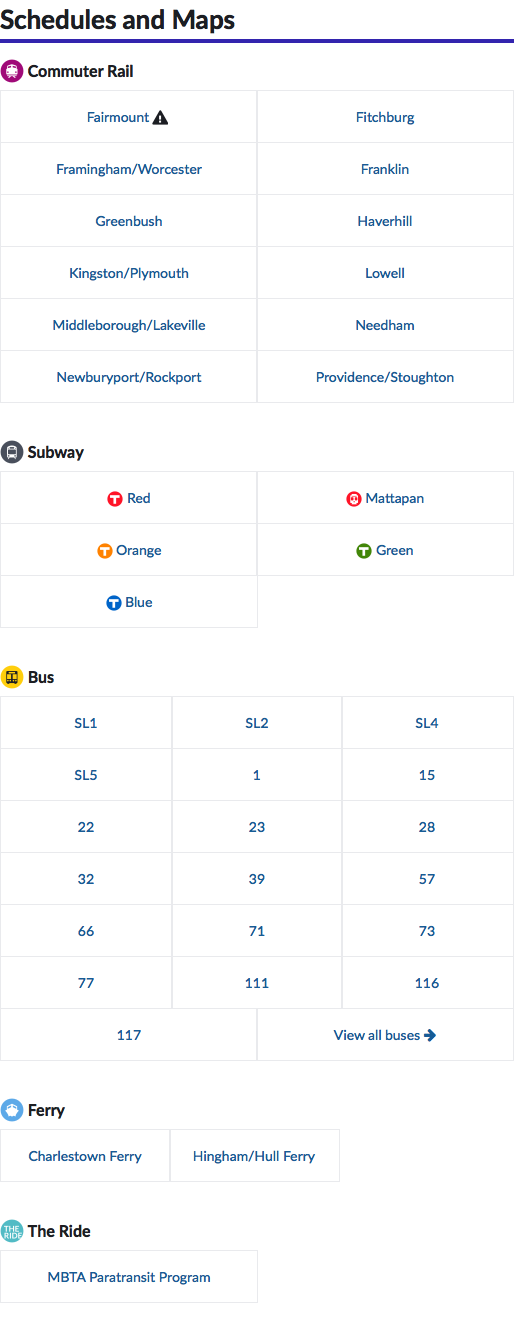 Schedules and Maps
Commuter Rail
Fairmount Fitchburg
Framingham/Worcester Franklin
Greenbush Haverhill
Kingston/Plymouth Lowell
Middleborough/Lakeville Needham
Newburyport/Rockport Providence/Stoughton
Subway
T Red Mattapan
T Orange T Green
T Blue
Bus
SL1 SL2 SL4
SL5 1 15
22 23 28
32 39 57
66 71 73
77 111 116
117 View all buses
Ferry
Charlestown Ferry Hingham/Hull Ferry
THE RIDE The Ride
MBTA Paratransit Program